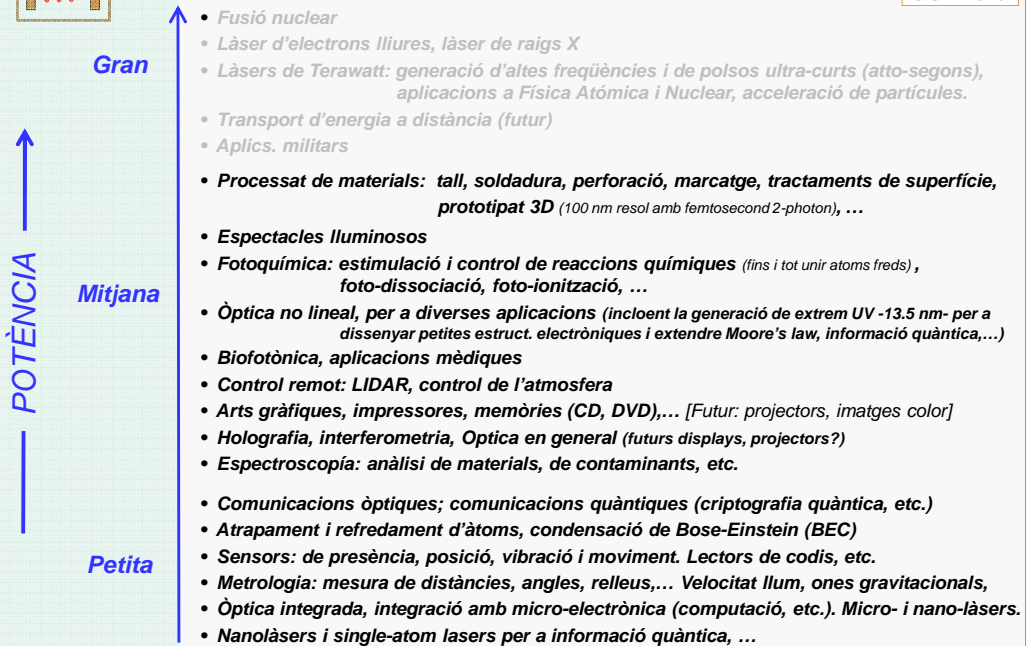 • Fusió nuclear
• Làser d'electrons lliures, làser de raigs X
Gran
• Làsers de Terawatt: generació d'altes freqüències i de polsos ultra-curts (atto-segons),
aplicacions a Física Atómica i Nuclear, acceleració de partícules.
• Transport d'energia a distància (futur)
• Aplics. militars
• Processat de materials: tall, soldadura, perforació, marcatge, tractaments de superfície,
prototipat 3D (100 nm resol amb femtosecond 2-photon), …
• Espectacles lluminosos
• Fotoquímica: estimulació i control de reaccions químiques (fins i tot unir atoms freds) ,
foto-dissociació, foto-ionització, …
POTÈNCIA
Mitjana
• Òptica no lineal, per a diverses aplicacions (incloent la generació de extrem UV -13.5 nm- per a
dissenyar petites estruct. electròniques i extendre Moore's law, informació quàntica,…)
• Biofotònica, aplicacions mèdiques
• Control remot: LIDAR, control de l'atmosfera
• Arts gràfiques, impressores, memòries (CD, DVD),… [Futur: projectors, imatges color]
• Holografia, interferometria, Optica en general (futurs displays, projectors?)
• Espectroscopía: anàlisi de materials, de contaminants, etc.
• Comunicacions òptiques; comunicacions quàntiques (criptografia quàntica, etc.)
• Atrapament i refredament d'àtoms, condensació de Bose-Einstein (BEC)
Petita
• Sensors: de presència, posició, vibració i moviment. Lectors de codis, etc.
• Metrologia: mesura de distàncies, angles, relleus,… Velocitat llum, ones gravitacionals,
• Òptica integrada, integració amb micro-electrònica (computació, etc.). Micro- i nano-làsers.
• Nanolàsers i single-atom lasers per a informació quàntica, …